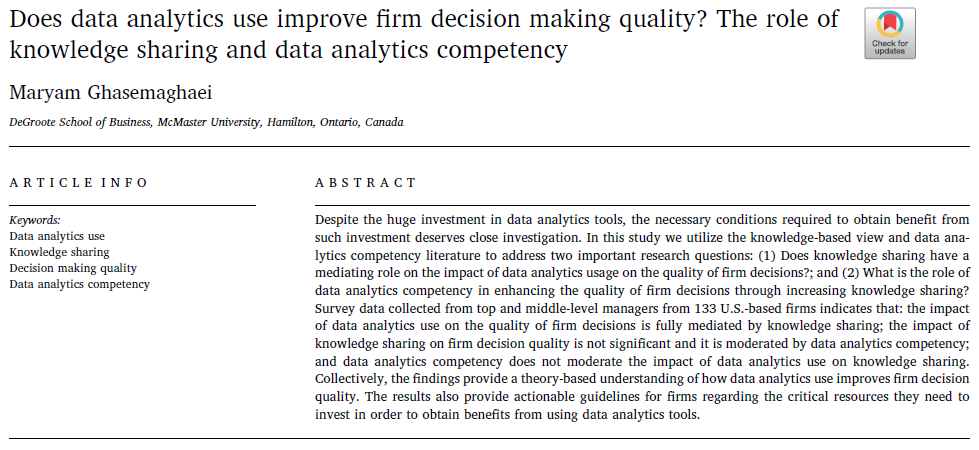 Does data analytics use improve firm decision making quality? The role of
knowledge sharing and data analytics competency
Check for
updates
Maryam Ghasemaghaei
DeGroote School of Business, McMaster University, Hamilton, Ontario, Canada
ARTICLE INFO
Keywords:
Data analytics use
Knowledge sharing
Decision making quality
Data analytics competency
ABSTRACT
Despite the huge investment in data analytics tools, the necessary conditions required to obtain benefit from
such investment deserves close investigation. In this study we utilize the knowledge-based view and data ana-
lytics competency literature to address two important research questions: (1) Does knowledge sharing have a
mediating role on the impact of data analytics usage on the quality of firm decisions?; and (2) What is the role of
data analytics competency in enhancing the quality of firm decisions through increasing knowledge sharing?
Survey data collected from top and middle-level managers from 133 U.S.-based firms indicates that: the impact
of data analytics use on the quality of firm decisions is fully mediated by knowledge sharing; the impact of
knowledge sharing on firm decision quality is not significant and it is moderated by data analytics competency;
and data analytics competency does not moderate the impact of data analytics use on knowledge sharing.
Collectively, the findings provide a theory-based understanding of how data analytics use improves firm decision
quality. The results also provide actionable guidelines for firms regarding the critical resources they need to
invest in order to obtain benefits from using data analytics tools.